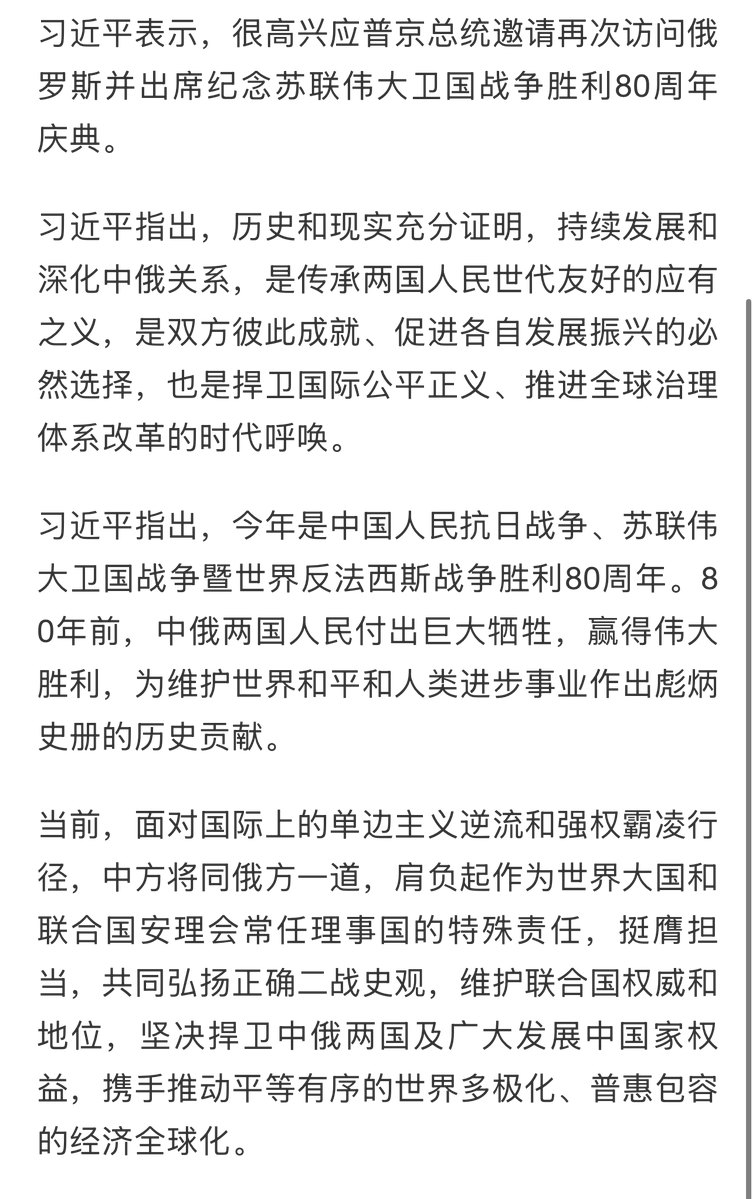 习近平表示，很高兴应普京总统邀请再次访问俄
罗斯并出席纪念苏联伟大卫国战争胜利80周年
庆典。
习近平指出，历史和现实充分证明，持续发展和
深化中俄关系，是传承两国人民世代友好的应有
之义，是双方彼此成就、促进各自发展振兴的必
然选择，也是捍卫国际公平正义、推进全球治理
体系改革的时代呼唤。
习近平指出，今年是中国人民抗日战争、苏联伟
大卫国战争暨世界反法西斯战争胜利80周年。8
0年前，中俄两国人民付出巨大牺牲，赢得伟大
胜利，为维护世界和平和人类进步事业作出彪炳
史册的历史贡献。
当前，面对国际上的单边主义逆流和强权霸凌行
径，中方将同俄方一道，肩负起作为世界大国和
联合国安理会常任理事国的特殊责任，挺膺担
当，共同弘扬正确二战史观，维护联合国权威和
地位，坚决捍卫中俄两国及广大发展中国家权
益，携手推动平等有序的世界多极化、普惠包容
的经济全球化。